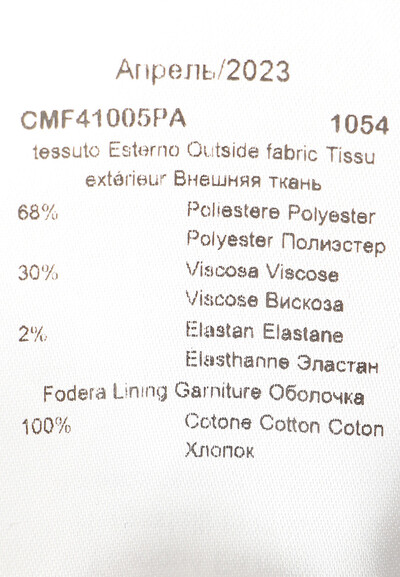 Апрель/2023
CMF41005PA 1054
tessuto Esterno Outside fabric Tissu
extérieur Внешняя ткань
68% Poliestere Polyester
Polyester Полиэстер
30% Viscosa Viscose
Viscose Вискоза
2% Elastan Elastane
Elasthanne Эластан
Fodera Lining Garniture Оболочка
100% Cotone Cotton Coton
Хлопок